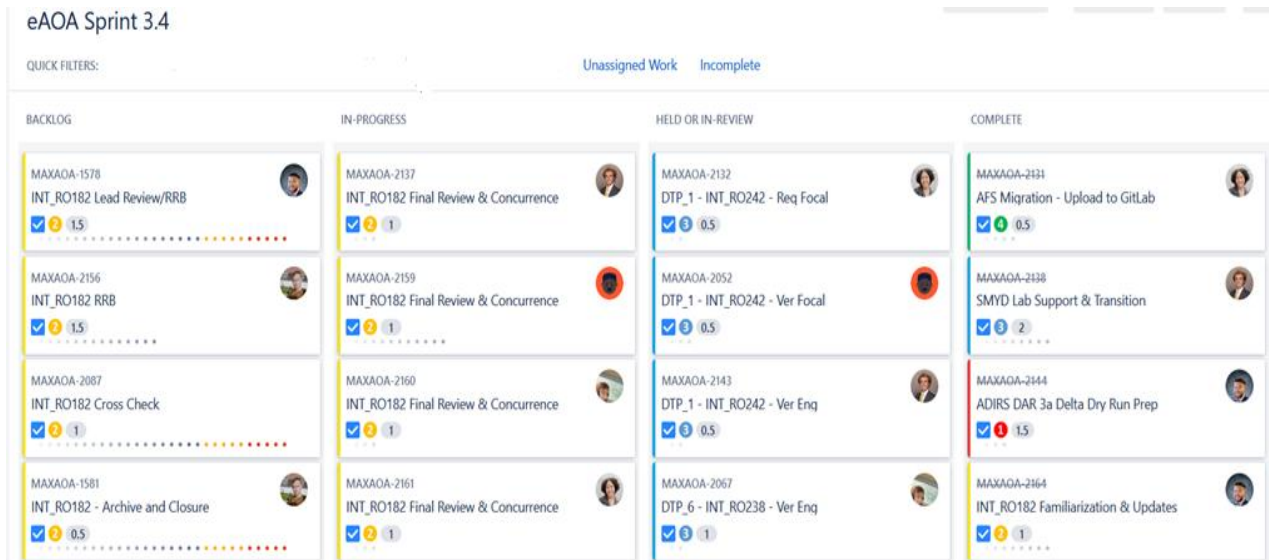 eAOA Sprint 3.4
QUICK FILTERS:
Unassigned Work Incomplete
BACKLOG
IN-PROGRESS
HELD OR IN-REVIEW
COMPLETE
MAXAOA-1578
INT_RO182 Lead Review/RRB
2 1.5
MAXAOA-2156
INT_RO182 RRB
2 1.5
MAXAOA-2087
INT_RO182 Cross Check
2 1
MAXAOA-1581
INT_RO182 - Archive and Closure
2 0.5
MAXAOA-2137
INT_RO182 Final Review & Concurrence
2 1
MAXAOA-2159
INT_RO182 Final Review & Concurrence
2 1
MAXAOA-2160
INT_RO182 Final Review & Concurrence
2 1
MAXAOA-2161
INT_RO182 Final Review & Concurrence
2 1
MAXAOA-2132
DTP_1 - INT_RO242 - Req Focal
3 0.5
MAXAOA-2052
DTP_1 - INT_RO242 - Ver Focal
3 0.5
MAXAOA-2143
DTP_1 - INT_RO242 - Ver Eng
3 0.5
MAXAOA-2067
DTP_6 - INT_RO238 - Ver Eng
3 1
MAXAOA-2131
AFS Migration - Upload to GitLab
4 0.5
MAXAOA-2138
SMYD Lab Support & Transition
3 2
MAXAOA-2144
ADIRS DAR 3a Delta Dry Run Prep
1 1.5
MAXAOA-2164
INT_RO182 Familiarization & Updates
2 1